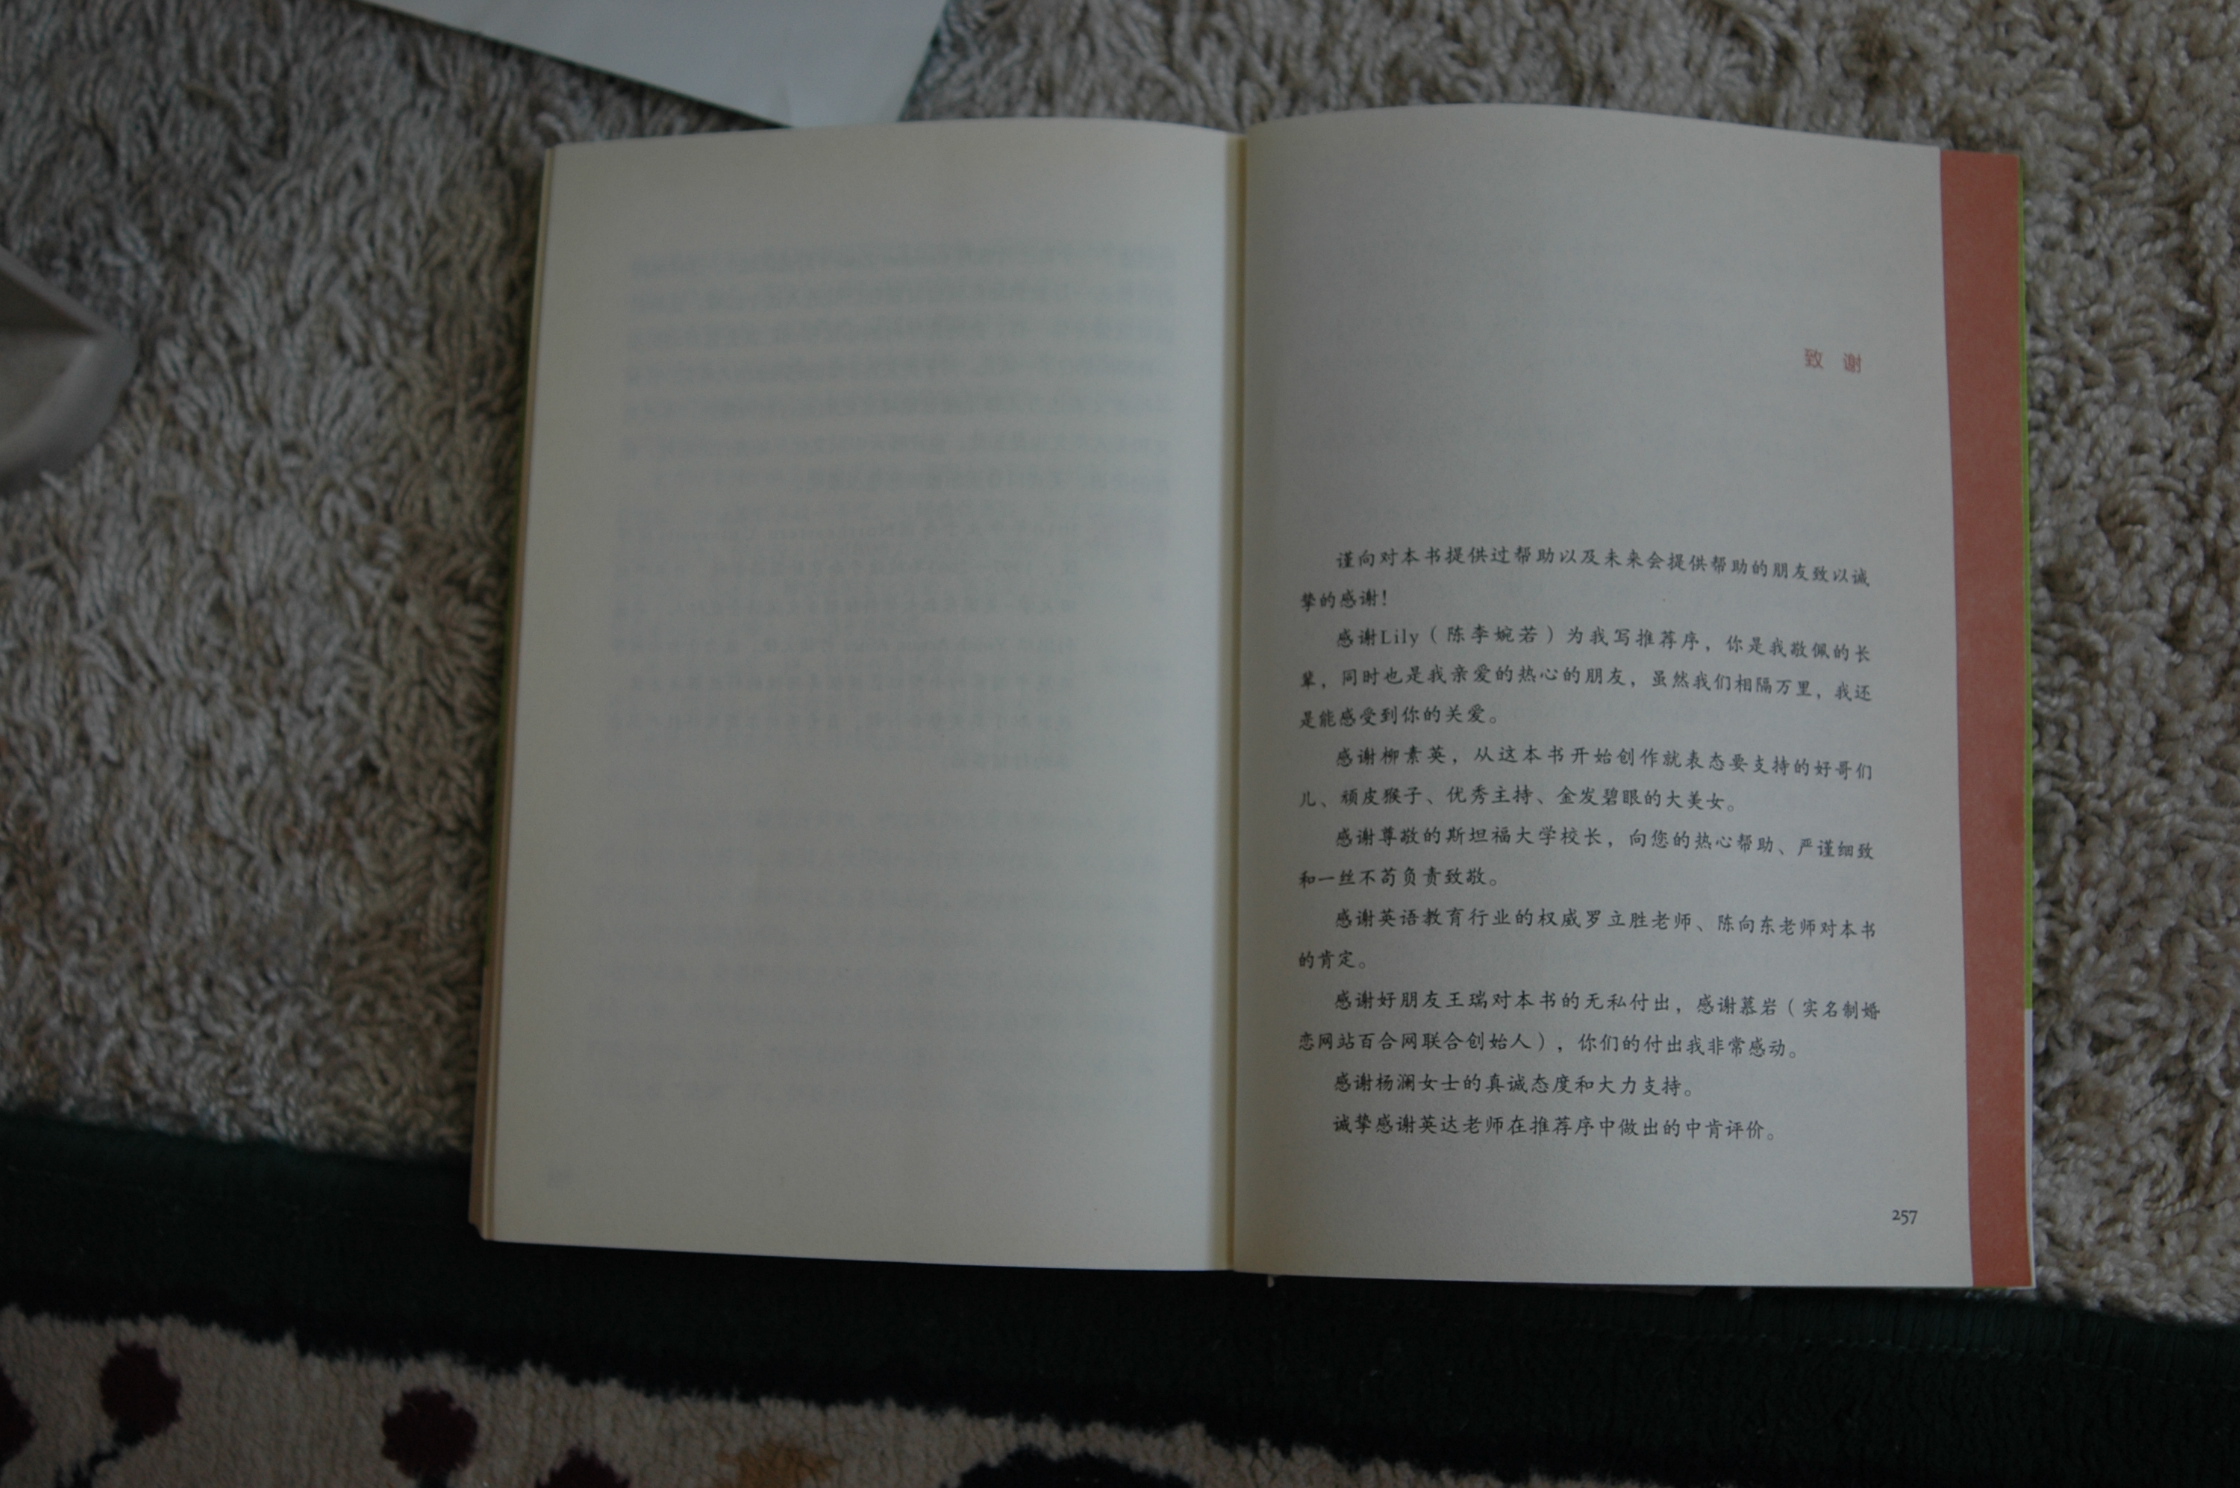 致 谢
谨向对本书提供过帮助以及未来会提供帮助的朋友致以诚
挚的感谢！
感谢Lily（陈李婉若）为我写推荐序，你是我敬佩的长
辈，同时也是我亲爱的热心的朋友，虽然我们相隔万里，我还
是能感受到你的关爱。
感谢柳素英，从这本书开始创作就表态要支持的好哥们
儿、顽皮猴子、优秀主持、金发碧眼的大美女。
感谢尊敬的斯坦福大学校长，向您的热心帮助、严谨细致
和一丝不苟负责致敬。
感谢英语教育行业的权威罗立胜老师、陈向东老师对本书
的肯定。
感谢好朋友王瑞对本书的无私付出，感谢慕岩（实名制婚
恋网站百合网联合创始人），你们的付出我非常感动。
感谢杨澜女士的真诚态度和大力支持。
诚挚感谢英达老师在推荐序中做出的中肯评价。
257